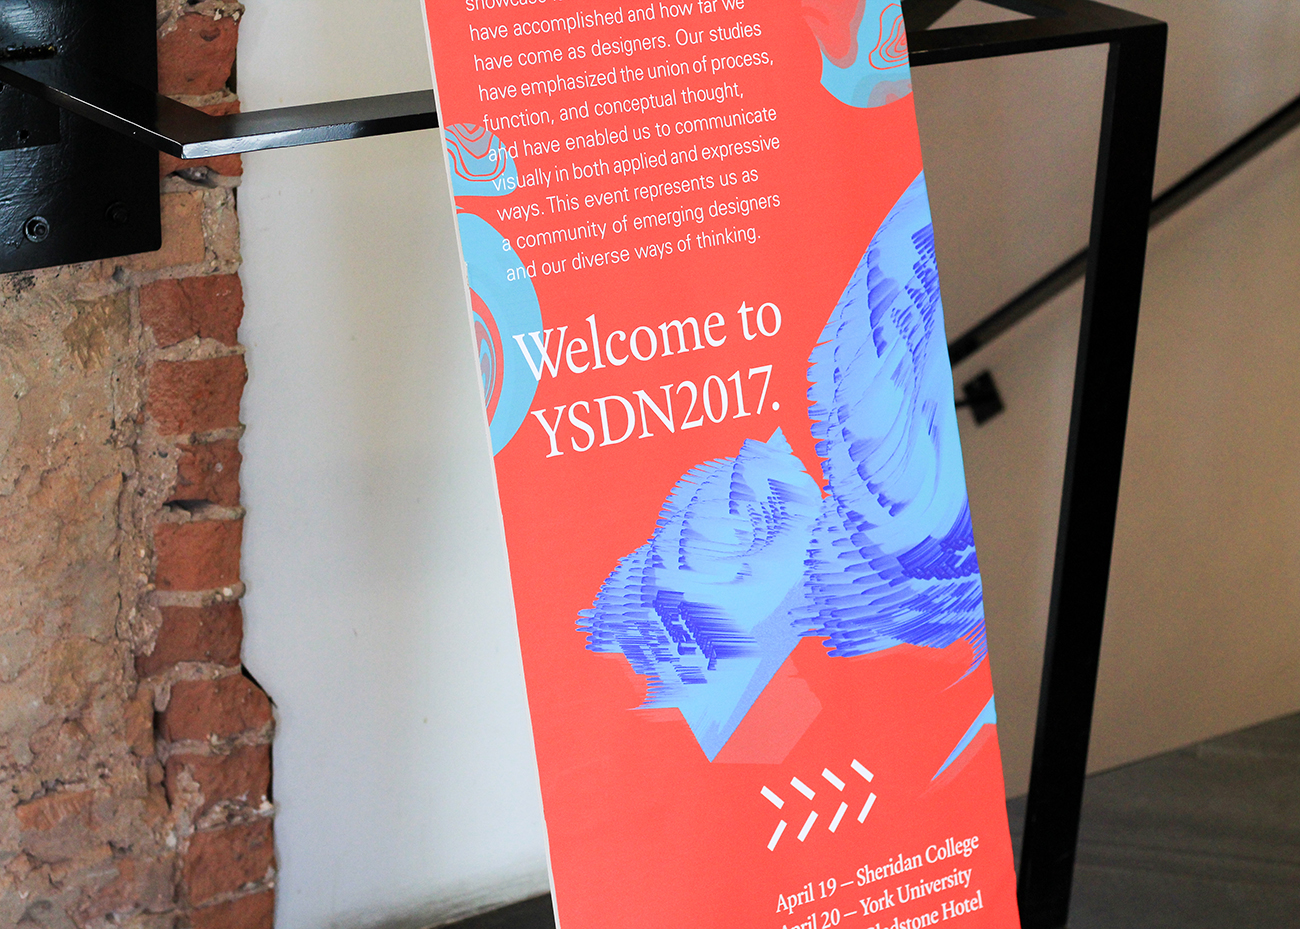 showcase
have accomplished and how far we
have come as designers. Our studies
have emphasized the union of process,
function, and conceptual thought,
and have enabled us to communicate
visually in both applied and expressive
ways. This event represents us as
a community of emerging designers
and our diverse ways of thinking.
Welcome to
YSDN2017.
April 19 – Sheridan College
April 20 – York University
Gladstone Hotel